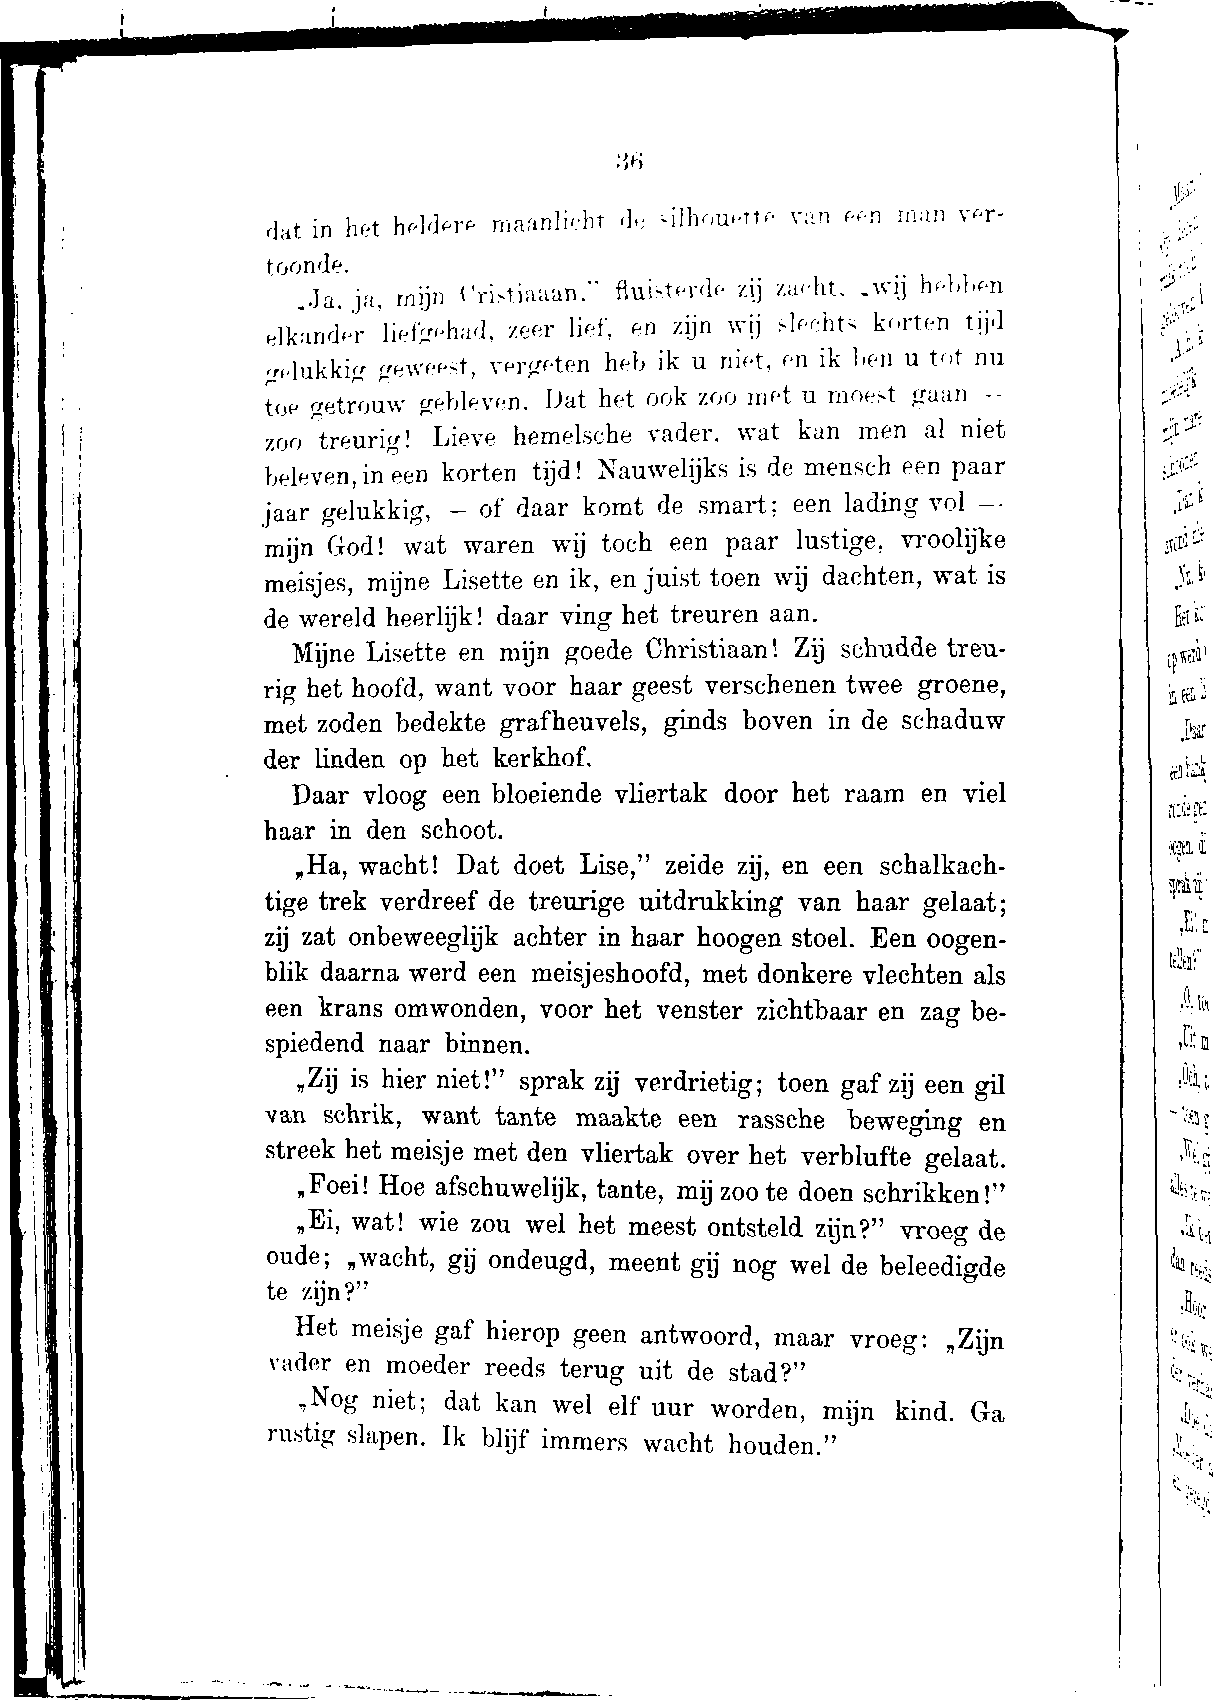 36
dat in het heldere maanlicht de silhouette van een man ver-
toonde.
„Ja, ja, mijn Cristiaaan,” fluisterde zij zacht, „wij hebben
elkander liefgehad, zeer lief, en zijn wij slechts korten tijd
gelukkig geweest, vergeten heb ik u niet, en ik ben u tot nu
toe getrouw gebleven. Dat het ook zoo met u moest gaan —
zoo treurig! Lieve hemelsche vader, wat kan men al niet
beleven, in een korten tijd! Nauwelijks is de mensch een paar
jaar gelukkig, — of daar komt de smart; een lading vol —
mijn God! wat waren wij toch een paar lustige, vroolijke
meisjes, mijne Lisette en ik, en juist toen wij dachten, wat is
de wereld heerlijk! daar ving het treuren aan.
Mijne Lisette en mijn goede Christiaan! Zij schudde treu-
rig het hoofd, want voor haar geest verschenen twee groene,
met zoden bedekte grafheuvels, ginds boven in de schaduw
der linden op het kerkhof.
Daar vloog een bloeiende vliertak door het raam en viel
haar in den schoot.
„Ha, wacht! Dat doet Lise,” zeide zij, en een schalkach-
tige trek verdreef de treurige uitdrukking van haar gelaat;
zij zat onbeweeglijk achter in haar hoogen stoel. Een oogen-
blik daarna werd een meisjeshoofd, met donkere vlechten als
een krans omwonden, voor het venster zichtbaar en zag be-
spiedend naar binnen.
„Zij is hier niet!” sprak zij verdrietig; toen gaf zij een gil
van schrik, want tante maakte een rassche beweging en
streek het meisje met den vliertak over het verblufte gelaat.
„Foei! Hoe afschuwelijk, tante, mij zoo te doen schrikken!”
„Ei, wat! wie zou wel het meest ontsteld zijn?” vroeg de
oude; „wacht, gij ondeugd, meent gij nog wel de beleedigde
te zijn?”
Het meisje gaf hierop geen antwoord, maar vroeg: „Zijn
vader en moeder reeds terug uit de stad?”
„Nog niet; dat kan wel elf uur worden, mijn kind. Ga
rustig slapen. Ik blijf immers wacht houden.”